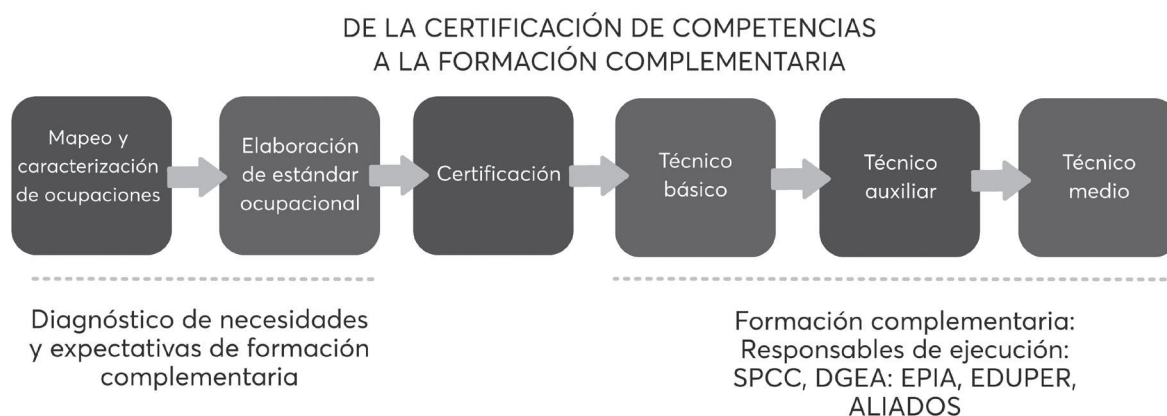 DE LA CERTIFICACIÓN DE COMPETENCIAS
A LA FORMACIÓN COMPLEMENTARIA
Mapeo y
caracterización
de ocupaciones
Elaboración
de estándar
ocupacional
Certificación
Técnico
básico
Técnico
auxiliar
Técnico
medio
Diagnóstico de necesidades
y expectativas de formación
complementaria
Formación complementaria:
Responsables de ejecución:
SPCC, DGEA: EPIA, EDUPER,
ALIADOS